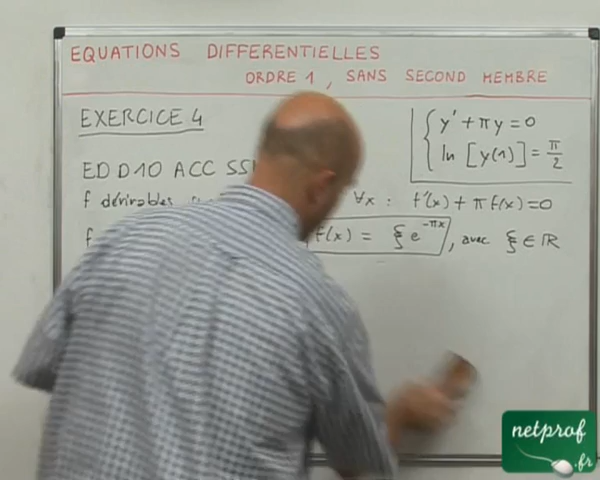 EQUATIONS DIFFERENTIELLES
ORDRE 1, SANS SECOND MEMBRE
EXERCICE 4
y' + πy = 0
ln [y(1)] = π/2
ED D10 ACC SS
f dérivables ∀x : f'(x) + π f(x) = 0
f f(x) = ξ e^-πx, avec ξ ∈ ℝ
netprof
.fr